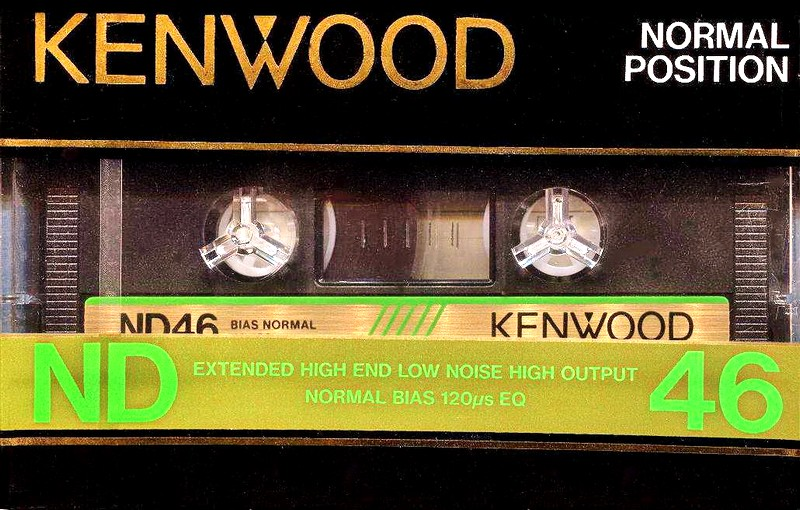 KENWOOD
NORMAL
POSITION
ND46 BIAS NORMAL
KENWOOD
ND
EXTENDED HIGH END LOW NOISE HIGH OUTPUT
NORMAL BIAS 120µs EQ
46